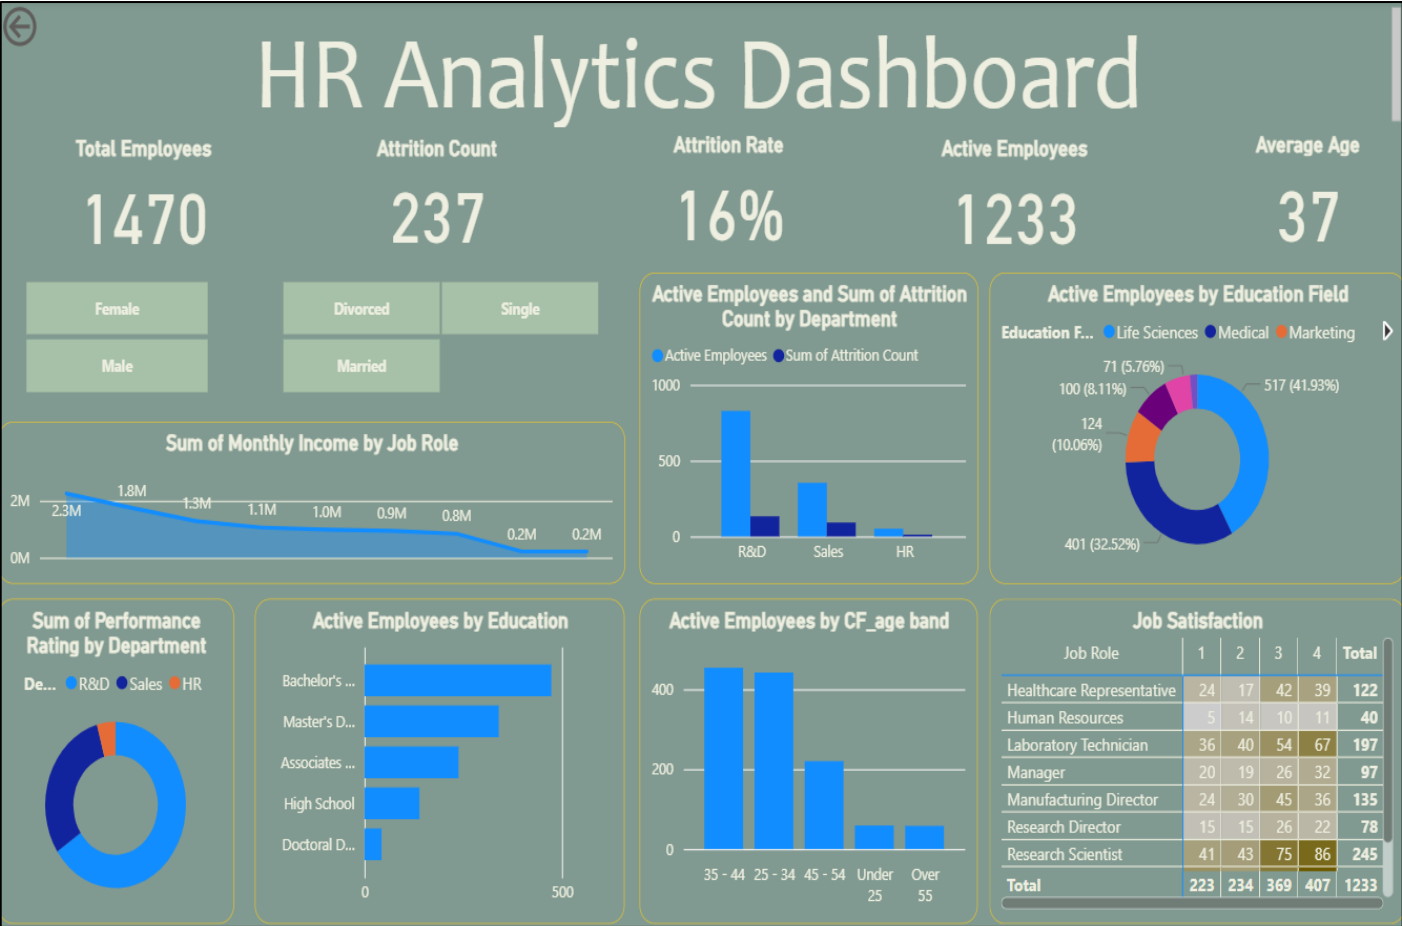 HR Analytics Dashboard
Total Employees
1470
Attrition Count
237
Attrition Rate
16%
Active Employees
1233
Average Age
37
Female
Male
Divorced
Single
Married
Active Employees and Sum of Attrition
Count by Department
Active Employees
Sum of Attrition Count
1000
500
0
R&D
Sales
HR
Active Employees by Education Field
Education F...
Life Sciences
Medical
Marketing
71 (5.76%)
100 (8.11%)
124
(10.06%)
517 (41.93%)
401 (32.52%)
Sum of Monthly Income by Job Role
2M
0M
2.3M
1.8M
1.3M
1.1M
1.0M
0.9M
0.8M
0.2M
0.2M
Sum of Performance
Rating by Department
De...
R&D
Sales
HR
Active Employees by Education
Bachelor's ...
Master's D...
Associates ...
High School
Doctoral D...
0
500
Active Employees by CF_age band
400
200
0
35 - 44
25 - 34
45 - 54
Under
25
Over
55
Job Satisfaction
Job Role 1 2 3 4 Total
Healthcare Representative 24 17 42 39 122
Human Resources 5 14 10 11 40
Laboratory Technician 36 40 54 67 197
Manager 20 19 26 32 97
Manufacturing Director 24 30 45 36 135
Research Director 15 15 26 22 78
Research Scientist 41 43 75 86 245
Total 223 234 369 407 1233